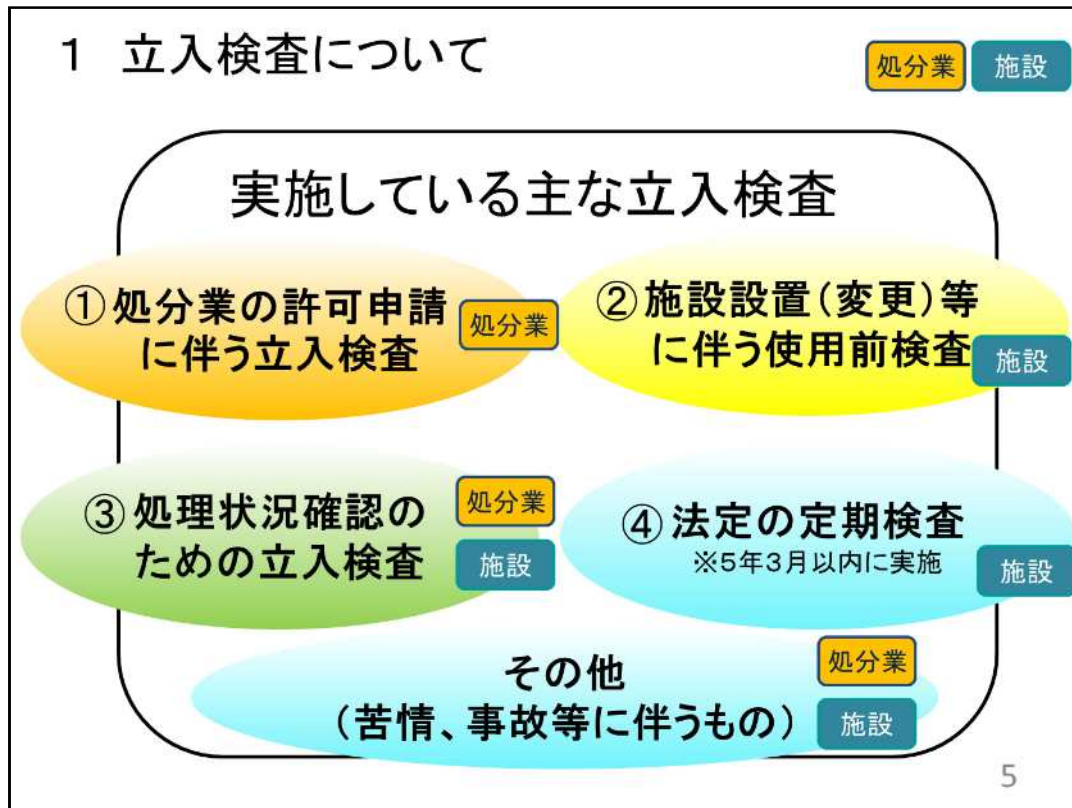 1 立入検査について
処分業 施設
実施している主な立入検査
①処分業の許可申請
に伴う立入検査
処分業
②施設設置(変更)等
に伴う使用前検査
施設
③処理状況確認の
ための立入検査
処分業
施設
④法定の定期検査
※5年3月以内に実施
施設
その他
(苦情、事故等に伴うもの)
処分業
施設
5